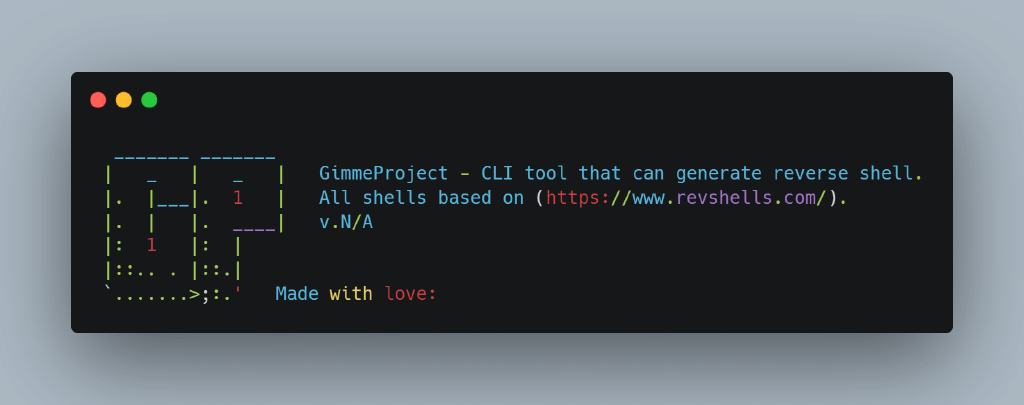 _______ _______
|   _   |   _   |   GimmeProject - CLI tool that can generate reverse shell.
|.  |___|.  1   |   All shells based on (https://www.revshells.com/).
|.  |   |.  ____|   v.N/A
|:  1   |:  |
|::.. . |::.|
`.......>;:.'   Made with love: